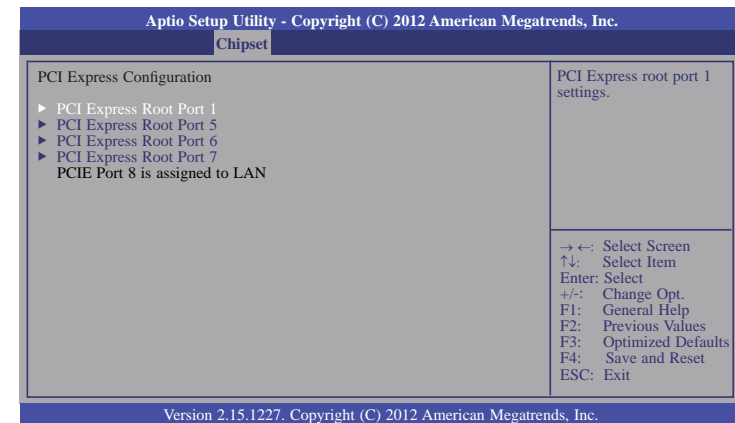 Aptio Setup Utility - Copyright (C) 2012 American Megatrends, Inc.
Chipset
PCI Express Configuration
▶ PCI Express Root Port 1
▶ PCI Express Root Port 5
▶ PCI Express Root Port 6
▶ PCI Express Root Port 7
PCIE Port 8 is assigned to LAN
PCI Express root port 1
settings.
→ ←: Select Screen
↑↓: Select Item
Enter: Select
+/-: Change Opt.
F1: General Help
F2: Previous Values
F3: Optimized Defaults
F4: Save and Reset
ESC: Exit
Version 2.15.1227. Copyright (C) 2012 American Megatrends, Inc.